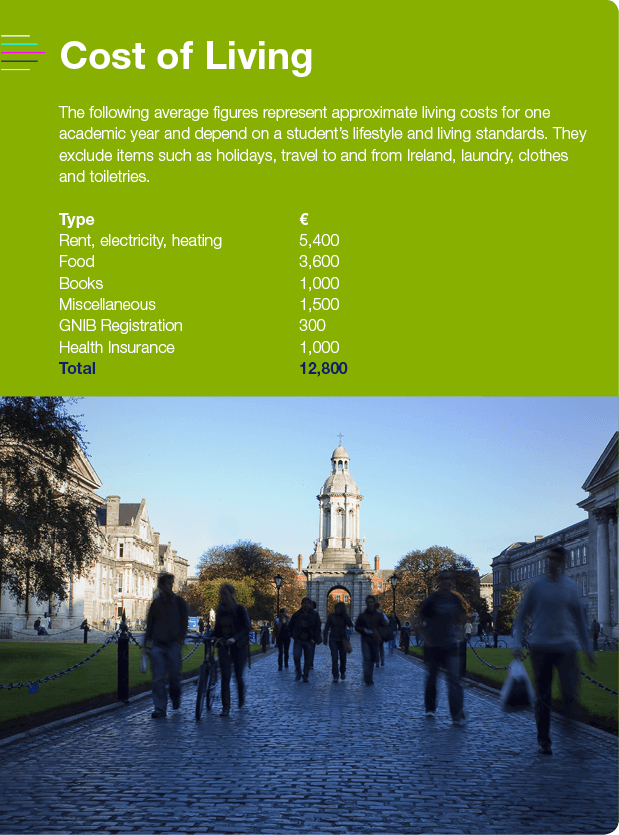 Cost of Living
The following average figures represent approximate living costs for one
academic year and depend on a student's lifestyle and living standards. They
exclude items such as holidays, travel to and from Ireland, laundry, clothes
and toiletries.
Type €
Rent, electricity, heating 5,400
Food 3,600
Books 1,000
Miscellaneous 1,500
GNIB Registration 300
Health Insurance 1,000
Total 12,800